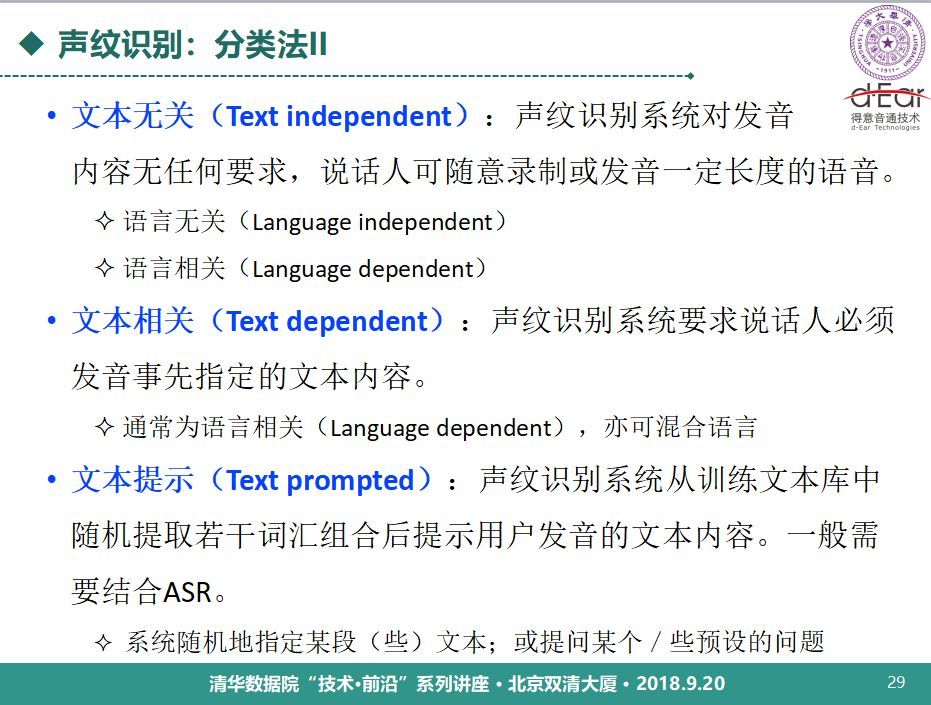 声纹识别：分类法II
清 华 大 学
TSINGHUA UNIVERSITY
1911
d-Ear
得意音通技术
d-Ear Technologies
• 文本无关（Text independent）：声纹识别系统对发音
内容无任何要求，说话人可随意录制或发音一定长度的语音。
✧ 语言无关（Language independent）
✧ 语言相关（Language dependent）
• 文本相关（Text dependent）：声纹识别系统要求说话人必须
发音事先指定的文本内容。
✧ 通常为语言相关（Language dependent），亦可混合语言
• 文本提示（Text prompted）：声纹识别系统从训练文本库中
随机提取若干词汇组合后提示用户发音的文本内容。一般需
要结合ASR。
✧ 系统随机地指定某段（些）文本；或提问某个／些预设的问题
清华数据院“技术·前沿”系列讲座·北京双清大厦·2018.9.20
29